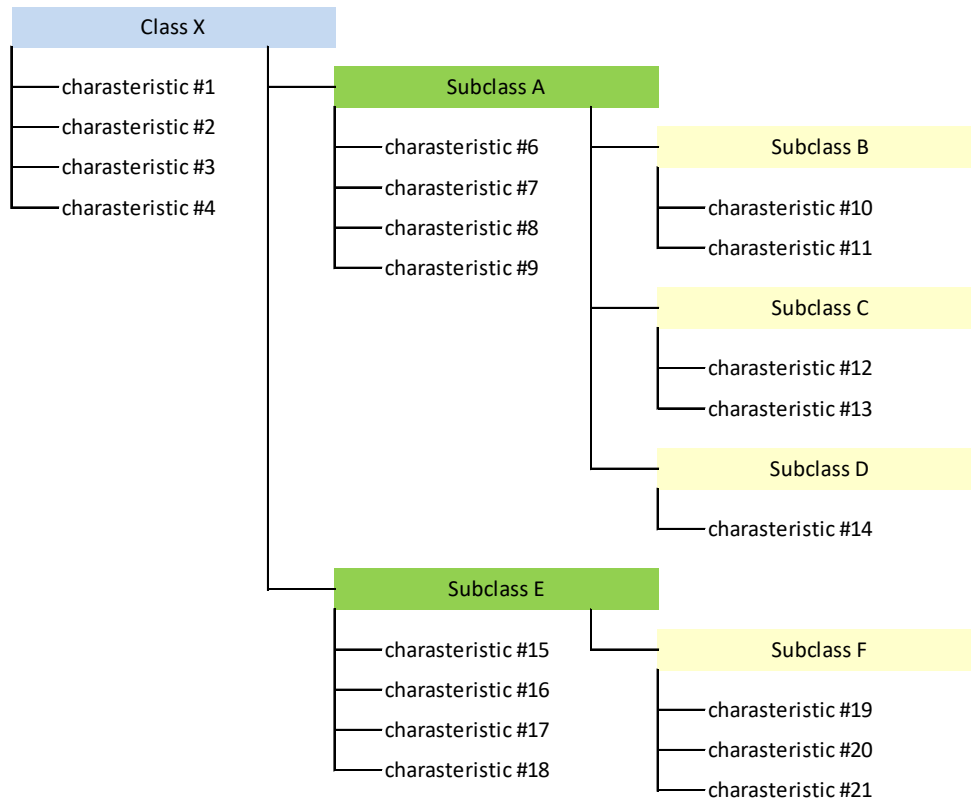 Class X
charasteristic #1
charasteristic #2
charasteristic #3
charasteristic #4
Subclass A
charasteristic #6
charasteristic #7
charasteristic #8
charasteristic #9
Subclass B
charasteristic #10
charasteristic #11
Subclass C
charasteristic #12
charasteristic #13
Subclass D
charasteristic #14
Subclass E
charasteristic #15
charasteristic #16
charasteristic #17
charasteristic #18
Subclass F
charasteristic #19
charasteristic #20
charasteristic #21